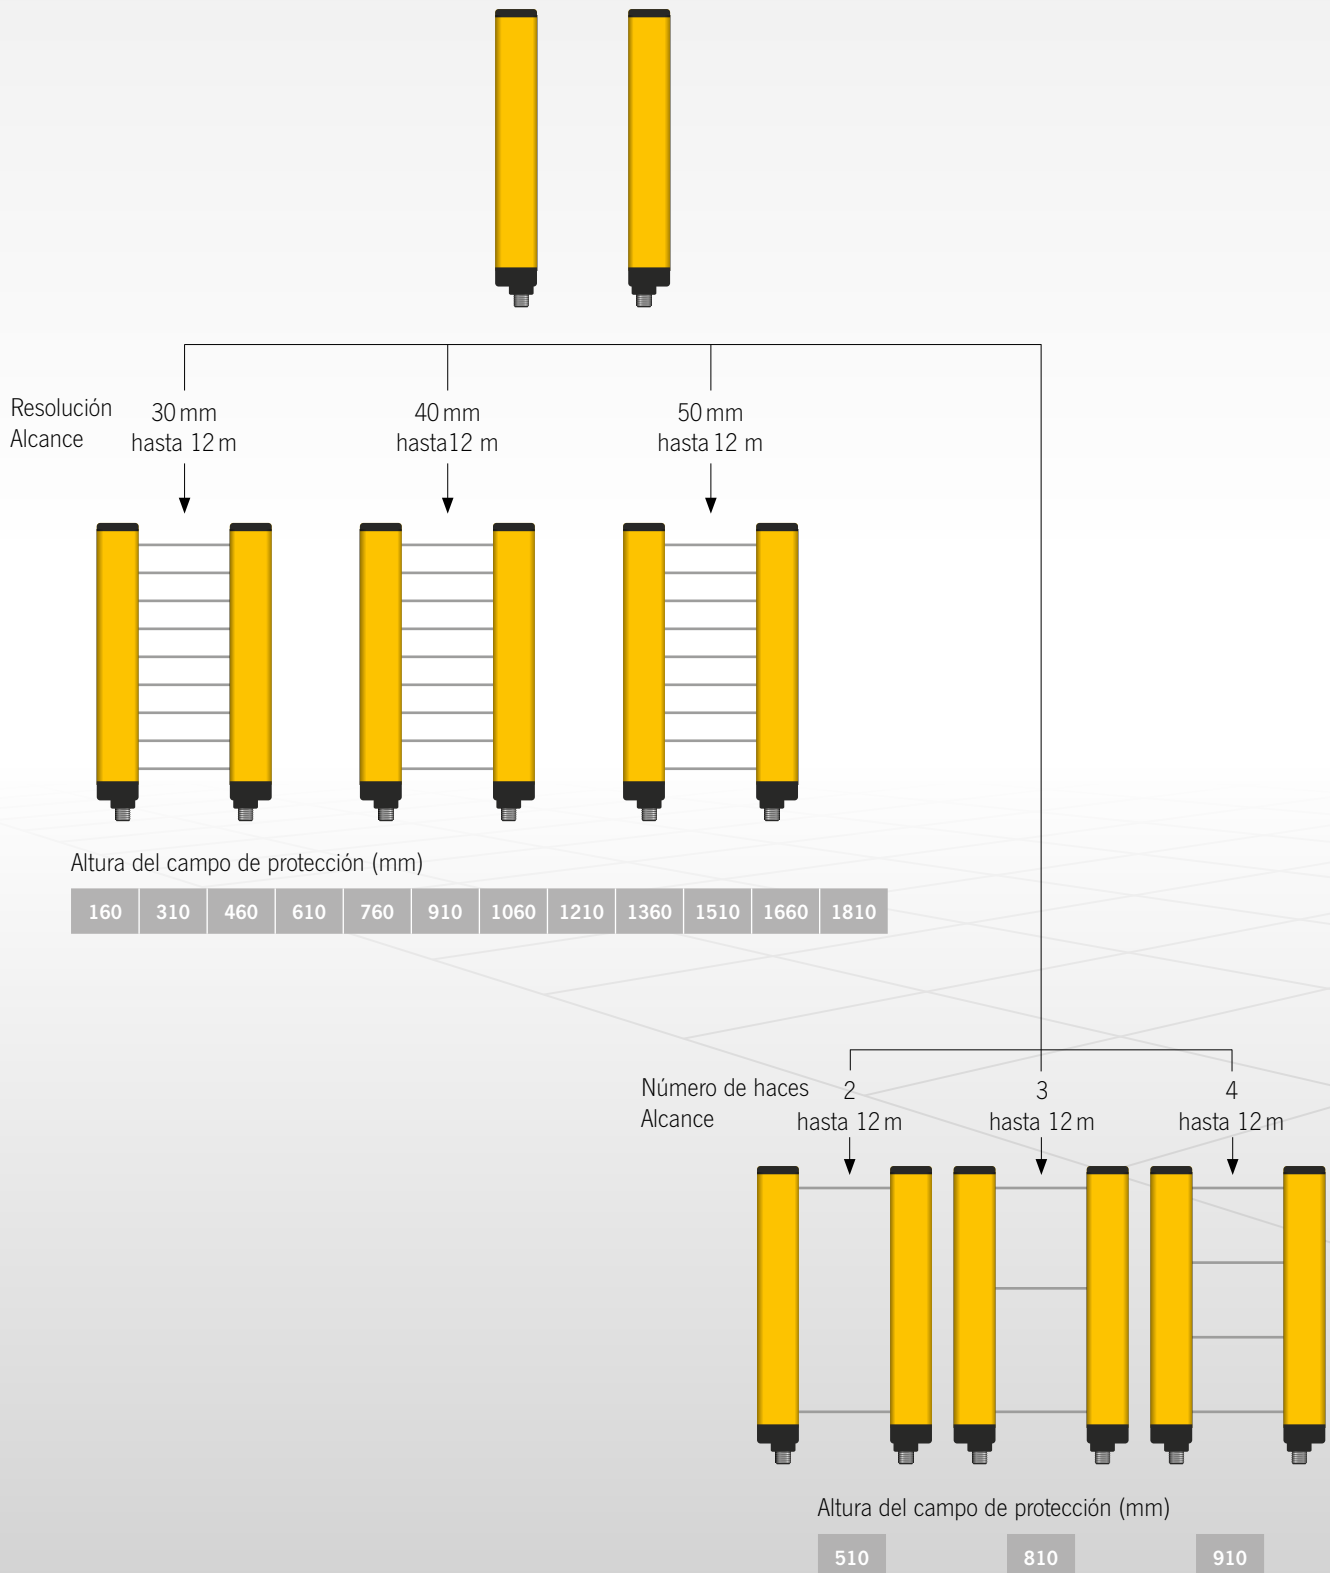 Resolución 30 mm 40 mm 50 mm
Alcance hasta 12 m hasta12 m hasta 12 m
Altura del campo de protección (mm)
160 310 460 610 760 910 1060 1210 1360 1510 1660 1810
Número de haces 2 3 4
Alcance hasta 12 m hasta 12 m hasta 12 m
Altura del campo de protección (mm)
510 810 910